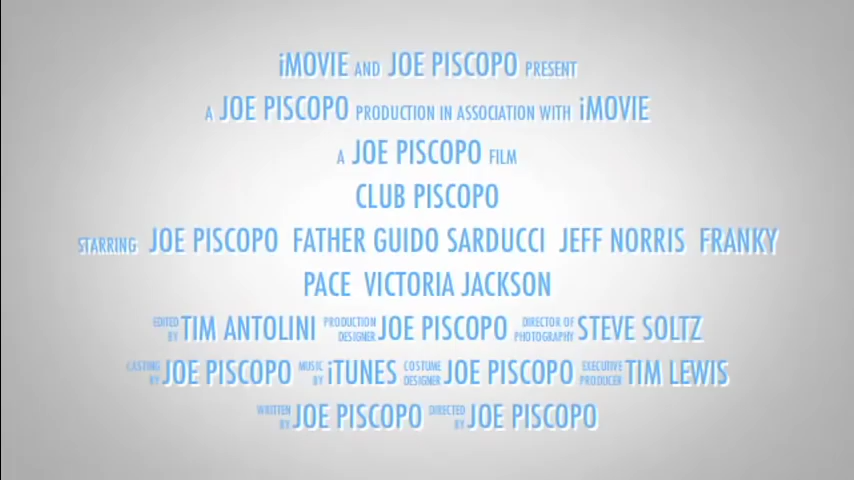 iMOVIE AND JOE PISCOPO PRESENT
A JOE PISCOPO PRODUCTION IN ASSOCIATION WITH iMOVIE
A JOE PISCOPO FILM
CLUB PISCOPO
STARRING JOE PISCOPO FATHER GUIDO SARDUCCI JEFF NORRIS FRANKY
PACE VICTORIA JACKSON
EDITED BY TIM ANTOLINI PRODUCTION DESIGNER JOE PISCOPO DIRECTOR OF PHOTOGRAPHY STEVE SOLTZ
CASTING BY JOE PISCOPO MUSIC BY iTUNES COSTUME DESIGNER JOE PISCOPO EXECUTIVE PRODUCER TIM LEWIS
WRITTEN BY JOE PISCOPO DIRECTED BY JOE PISCOPO